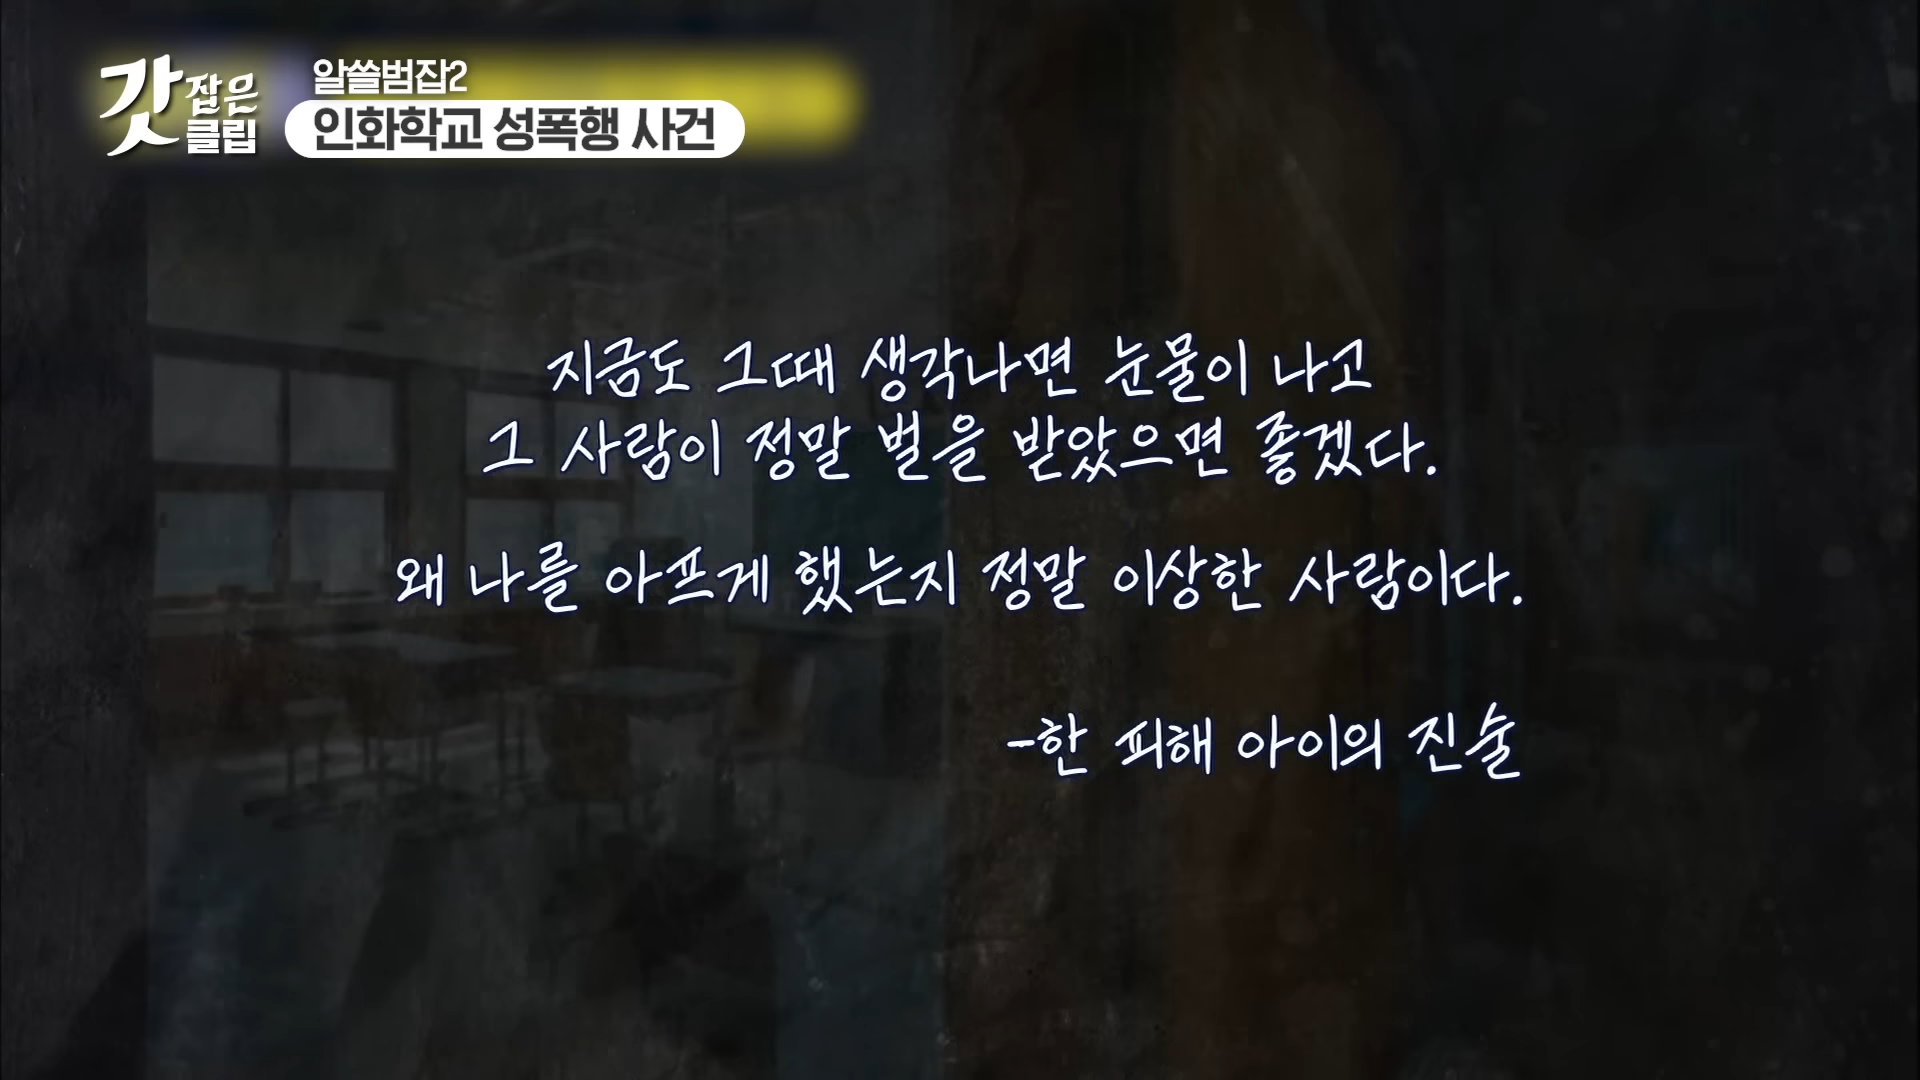 갓잡은클립
알쓸범잡2
인화학교 성폭행 사건
지금도 그때 생각나면 눈물이 나고
그 사람이 정말 벌을 받았으면 좋겠다.
왜 나를 아프게 했는지 정말 이상한 사람이다.
-한 피해 아이의 진술